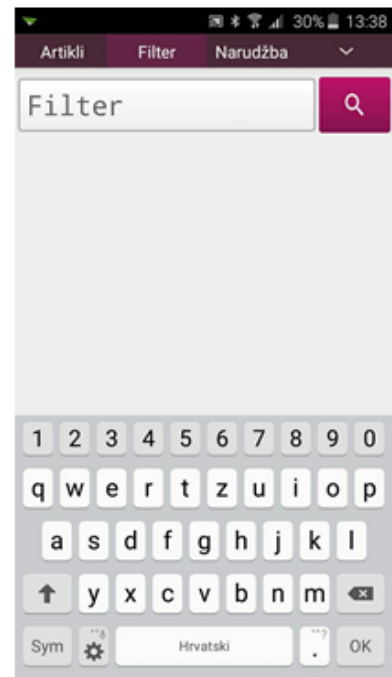 30% 13:38
Artikli Filter Narudžba
Filter
1 2 3 4 5 6 7 8 9 0
q w e r t z u i o p
a s d f g h j k l
y x c v b n m
Sym Hrvatski . OK